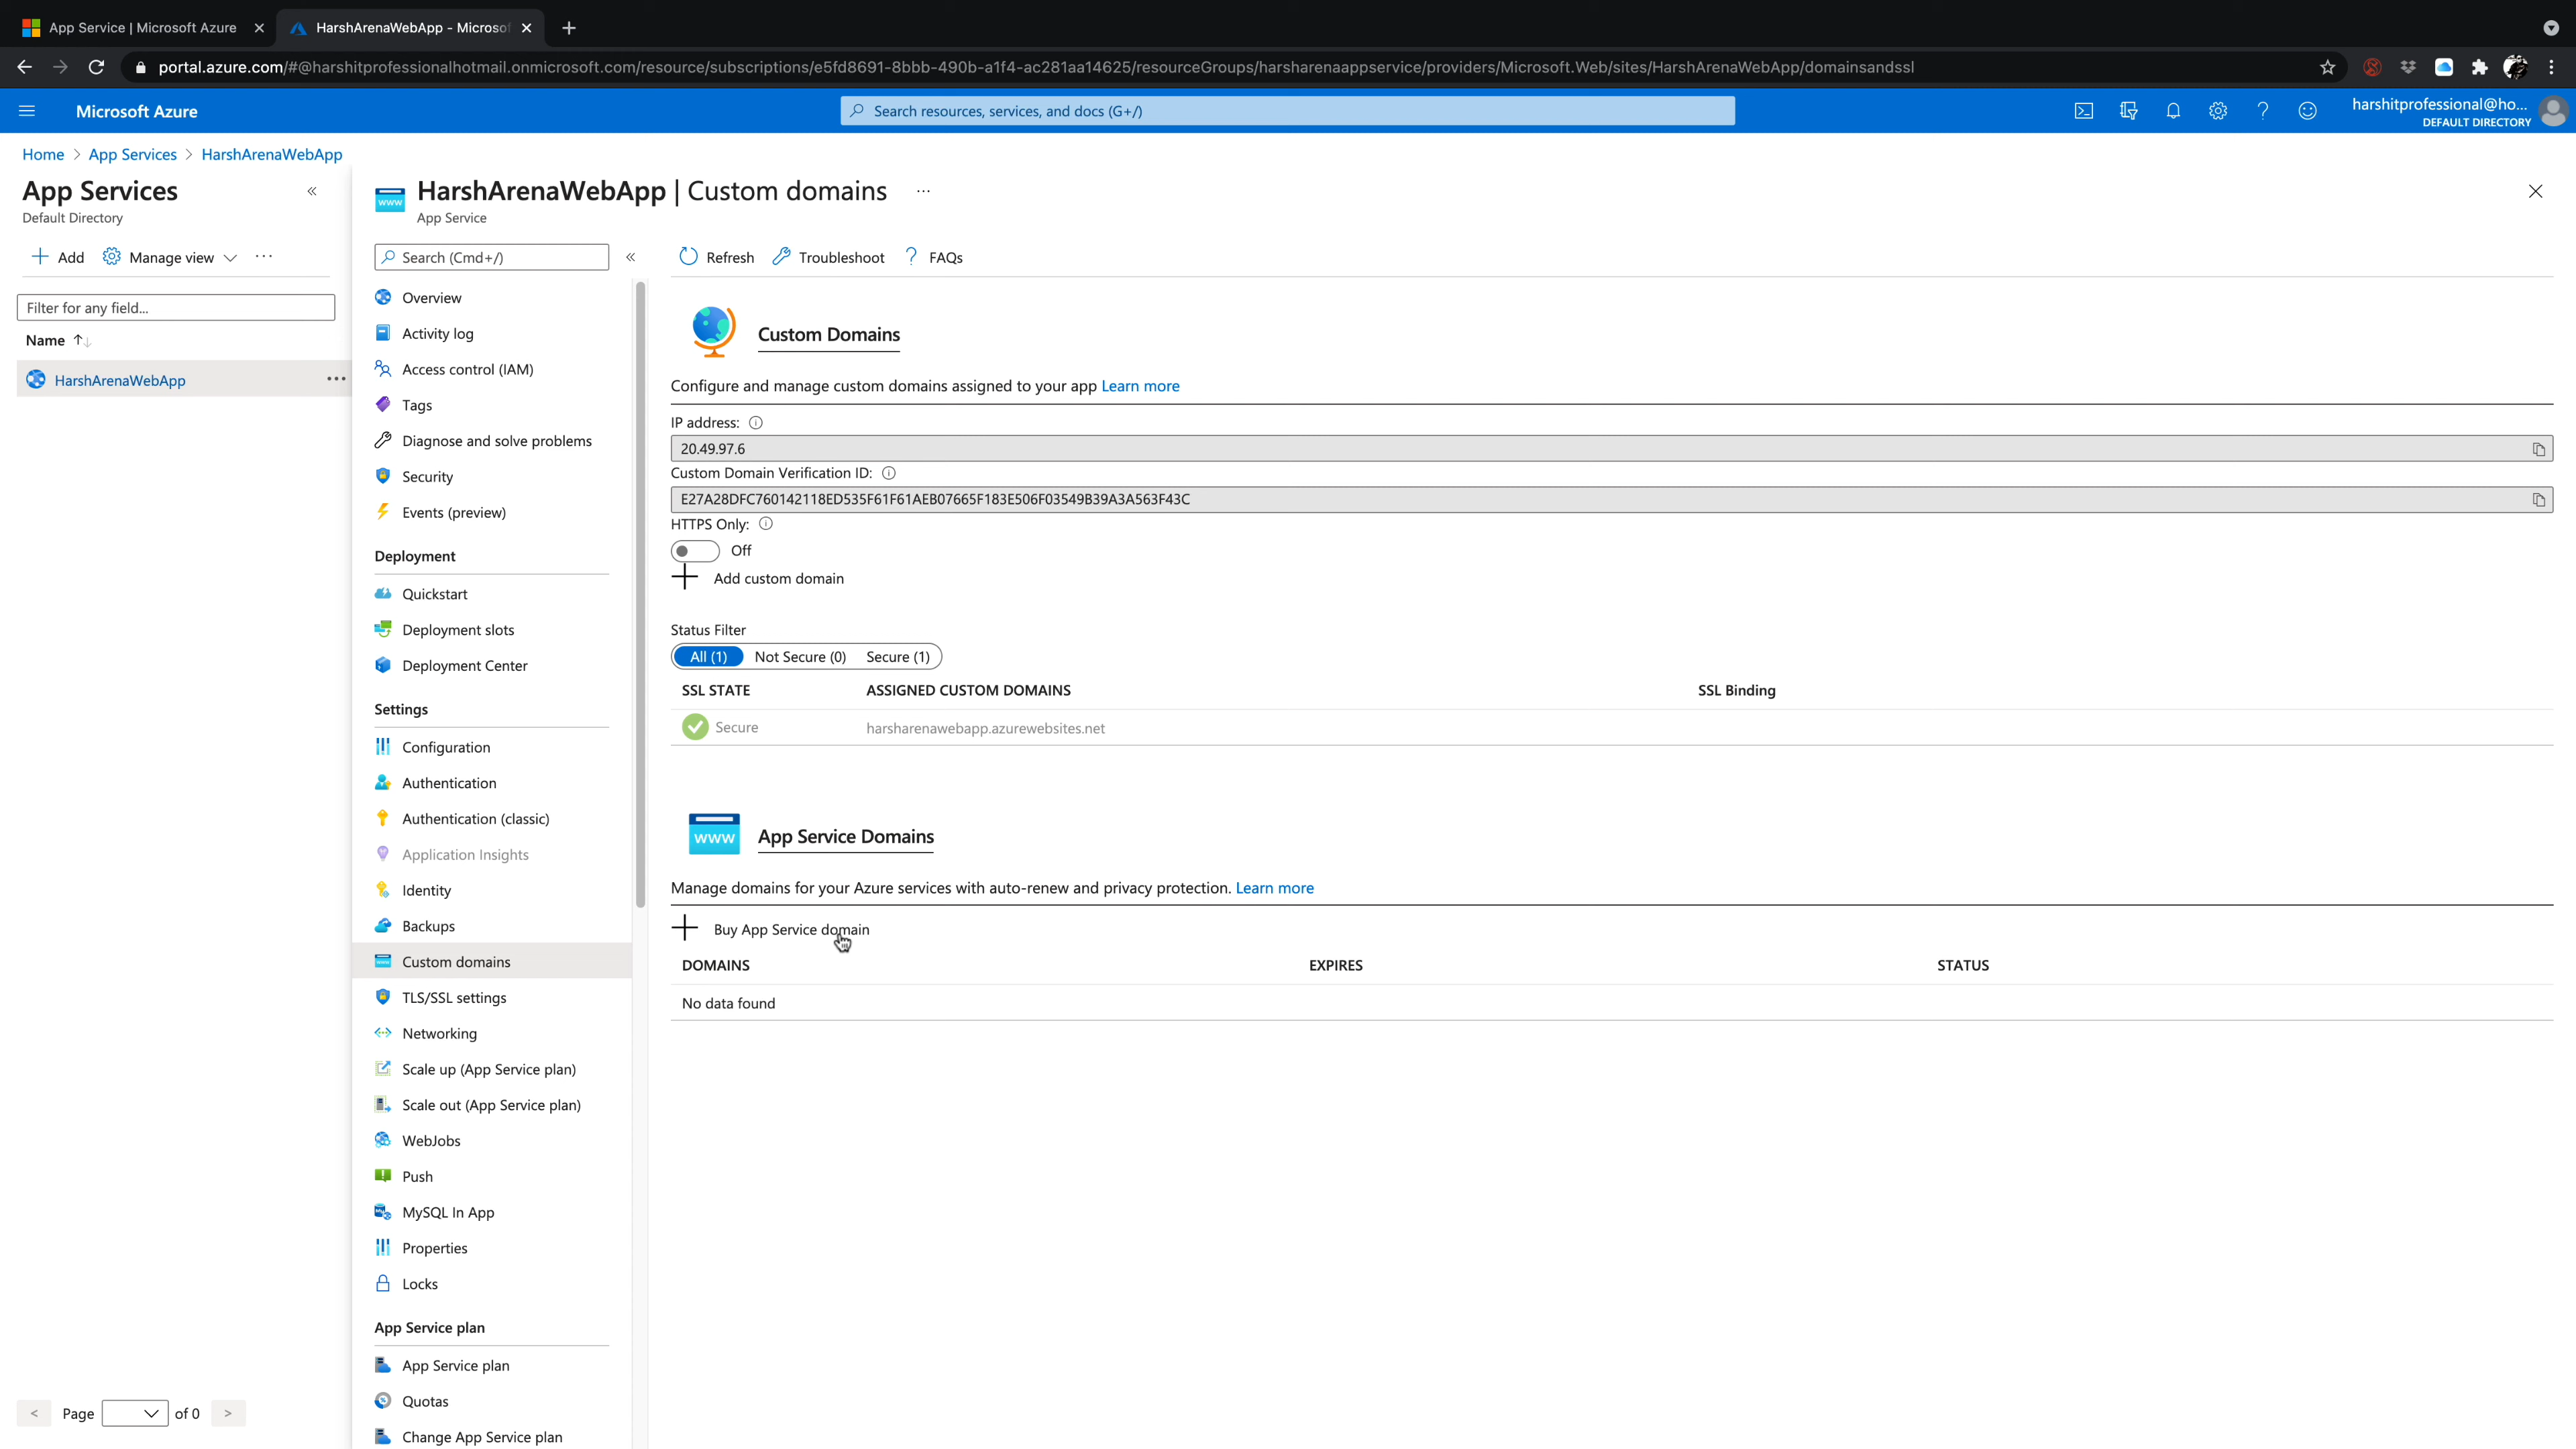 App Service | Microsoft Azure
HarshArenaWebApp - Microsof
portal.azure.com/#@harshitprofessionalhotmail.onmicrosoft.com/resource/subscriptions/e5fd8691-8bbb-490b-a1f4-ac281aa14625/resourceGroups/harsharenaappservice/providers/Microsoft.Web/sites/HarshArenaWebApp/domainsandssl
Microsoft Azure
Search resources, services, and docs (G+/)
harshitprofessional@ho...
DEFAULT DIRECTORY
Home > App Services > HarshArenaWebApp
App Services
Default Directory
Add
Manage view
Filter for any field...
Name
HarshArenaWebApp
Page
of 0
HarshArenaWebApp | Custom domains
App Service
Search (Cmd+/)
Overview
Activity log
Access control (IAM)
Tags
Diagnose and solve problems
Security
Events (preview)
Deployment
Quickstart
Deployment slots
Deployment Center
Settings
Configuration
Authentication
Authentication (classic)
Application Insights
Identity
Backups
Custom domains
TLS/SSL settings
Networking
Scale up (App Service plan)
Scale out (App Service plan)
WebJobs
Push
MySQL In App
Properties
Locks
App Service plan
App Service plan
Quotas
Change App Service plan
Refresh
Troubleshoot
FAQs
Custom Domains
Configure and manage custom domains assigned to your app Learn more
IP address:
20.49.97.6
Custom Domain Verification ID:
E27A28DFC760142118ED535F61F61AEB07665F183E506F03549B39A3A563F43C
HTTPS Only:
Off
Add custom domain
Status Filter
All (1) Not Secure (0) Secure (1)
SSL STATE ASSIGNED CUSTOM DOMAINS SSL Binding
Secure harsharenawebapp.azurewebsites.net
www
App Service Domains
Manage domains for your Azure services with auto-renew and privacy protection. Learn more
Buy App Service domain
DOMAINS EXPIRES STATUS
No data found